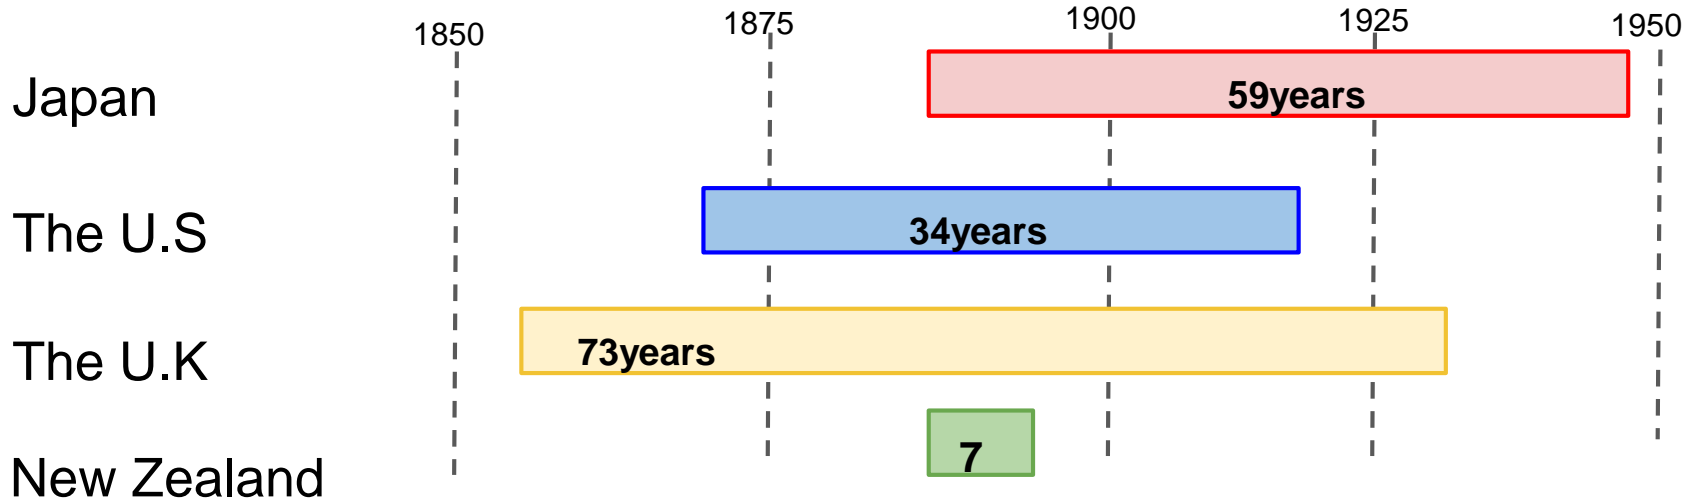 1850 1875 1900 1925 1950
Japan 59years
The U.S 34years
The U.K 73years
New Zealand 7